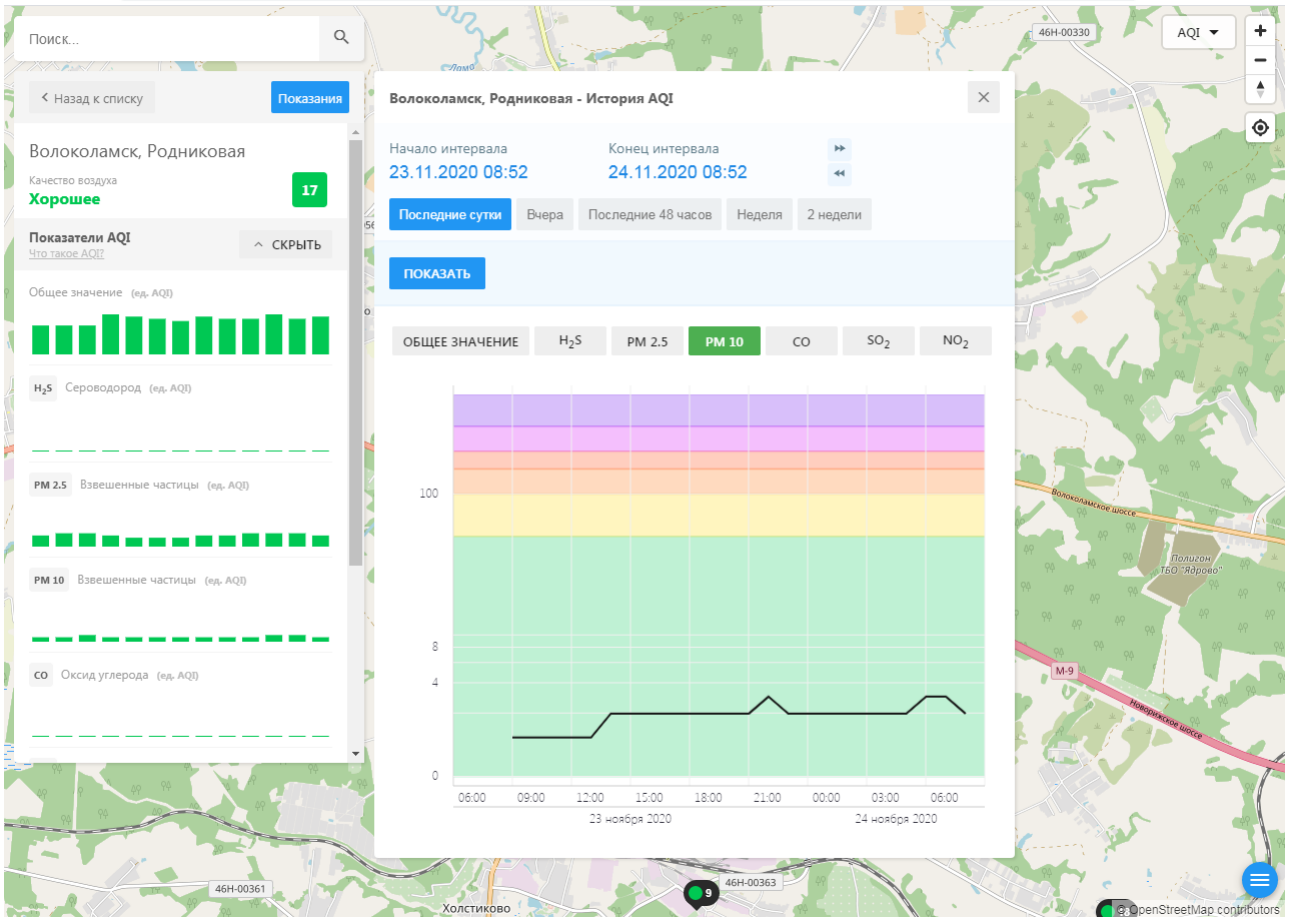 Поиск...
46Н-00330
AQI
Назад к списку
Показания
Волоколамск, Родниковая
Качество воздуха
Хорошее
17
Показатели AQI
Что такое AQI?
СКРЫТЬ
Общее значение (ед. AQI)
H₂S Сероводород (ед. AQI)
PM 2.5 Взвешенные частицы (ед. AQI)
PM 10 Взвешенные частицы (ед. AQI)
CO Оксид углерода (ед. AQI)
Волоколамск, Родниковая - История AQI
Начало интервала
Конец интервала
23.11.2020 08:52
24.11.2020 08:52
Последние сутки
Вчера
Последние 48 часов
Неделя
2 недели
ПОКАЗАТЬ
ОБЩЕЕ ЗНАЧЕНИЕ
H₂S
PM 2.5
PM 10
CO
SO₂
NO₂
100
8
4
0
06:00 09:00 12:00 15:00 18:00 21:00 00:00 03:00 06:00
23 ноября 2020
24 ноября 2020
Волоколамское шоссе
Полигон
ТБО "Ядрово"
М-9
Новорижское шоссе
46Н-00361
Холстиково
9
46Н-00363
© OpenStreetMap contributors